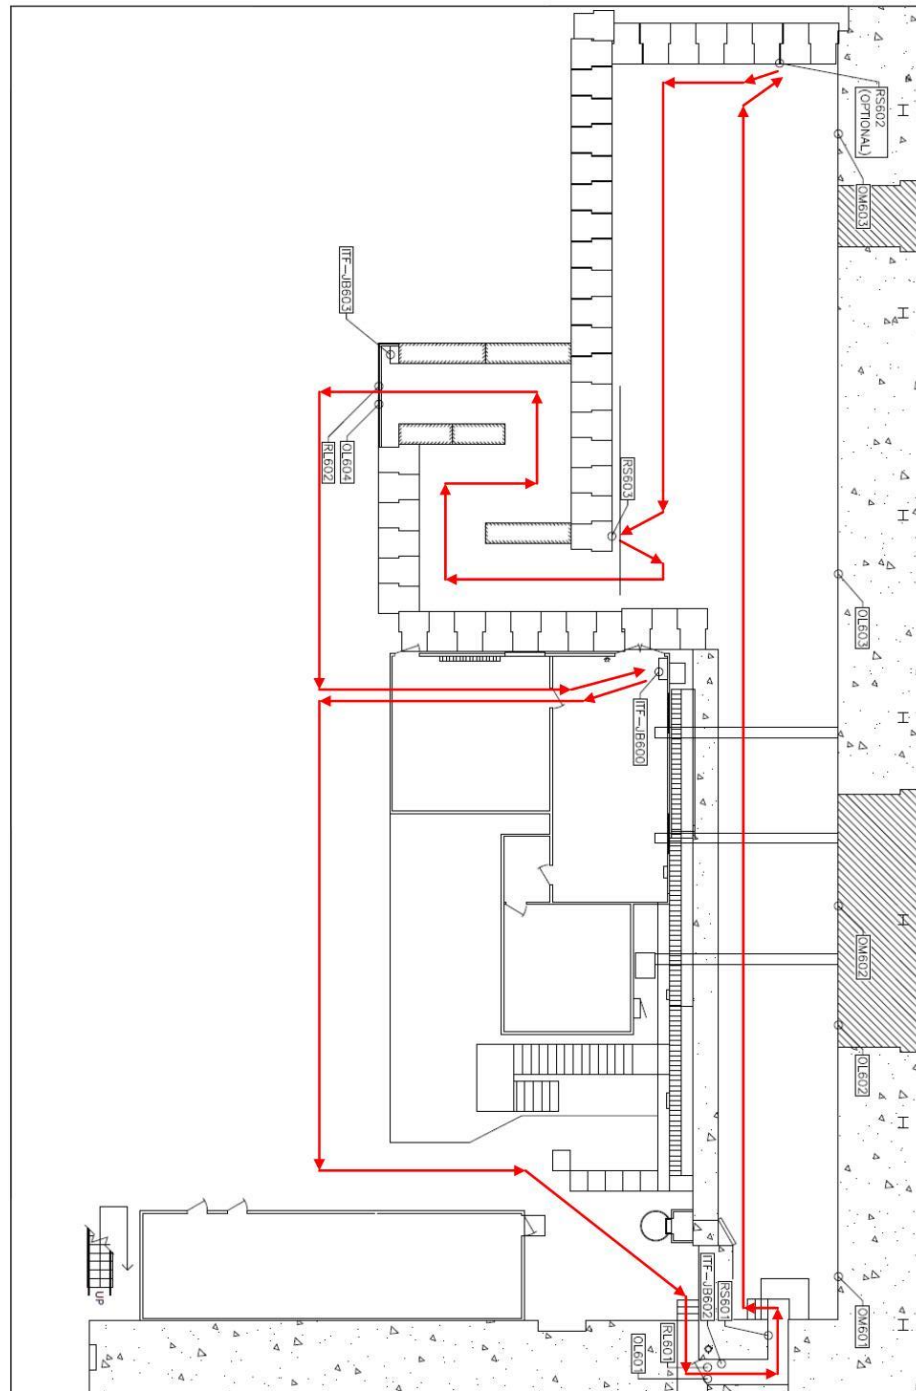 RS602
(OPTIONAL)
H
OM603
H
ITF-JB603
RL602
OL604
RS603
H
OL603
ITF-JB600
H
OM602
H
OL602
H
OM601
H
ITF-JB602
RS601
RL601
OL601
UP